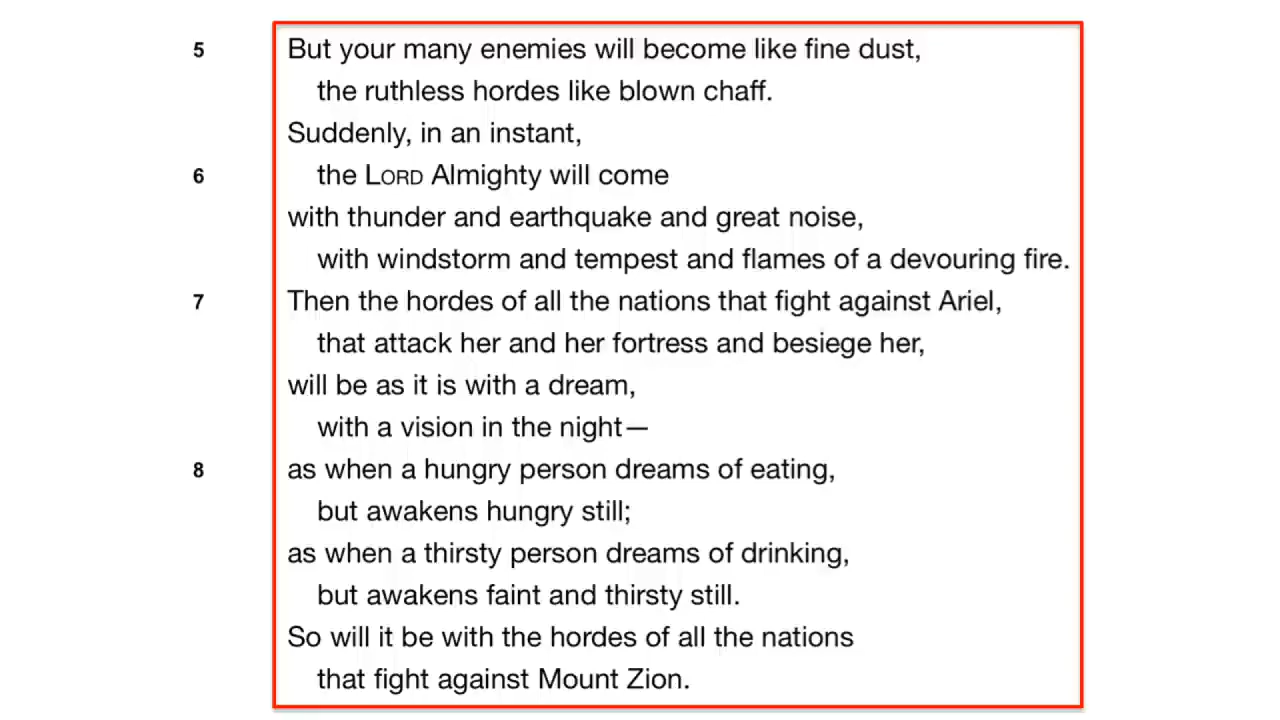 5 But your many enemies will become like fine dust,
the ruthless hordes like blown chaff.
Suddenly, in an instant,
6 the LORD Almighty will come
with thunder and earthquake and great noise,
with windstorm and tempest and flames of a devouring fire.
7 Then the hordes of all the nations that fight against Ariel,
that attack her and her fortress and besiege her,
will be as it is with a dream,
with a vision in the night—
8 as when a hungry person dreams of eating,
but awakens hungry still;
as when a thirsty person dreams of drinking,
but awakens faint and thirsty still.
So will it be with the hordes of all the nations
that fight against Mount Zion.